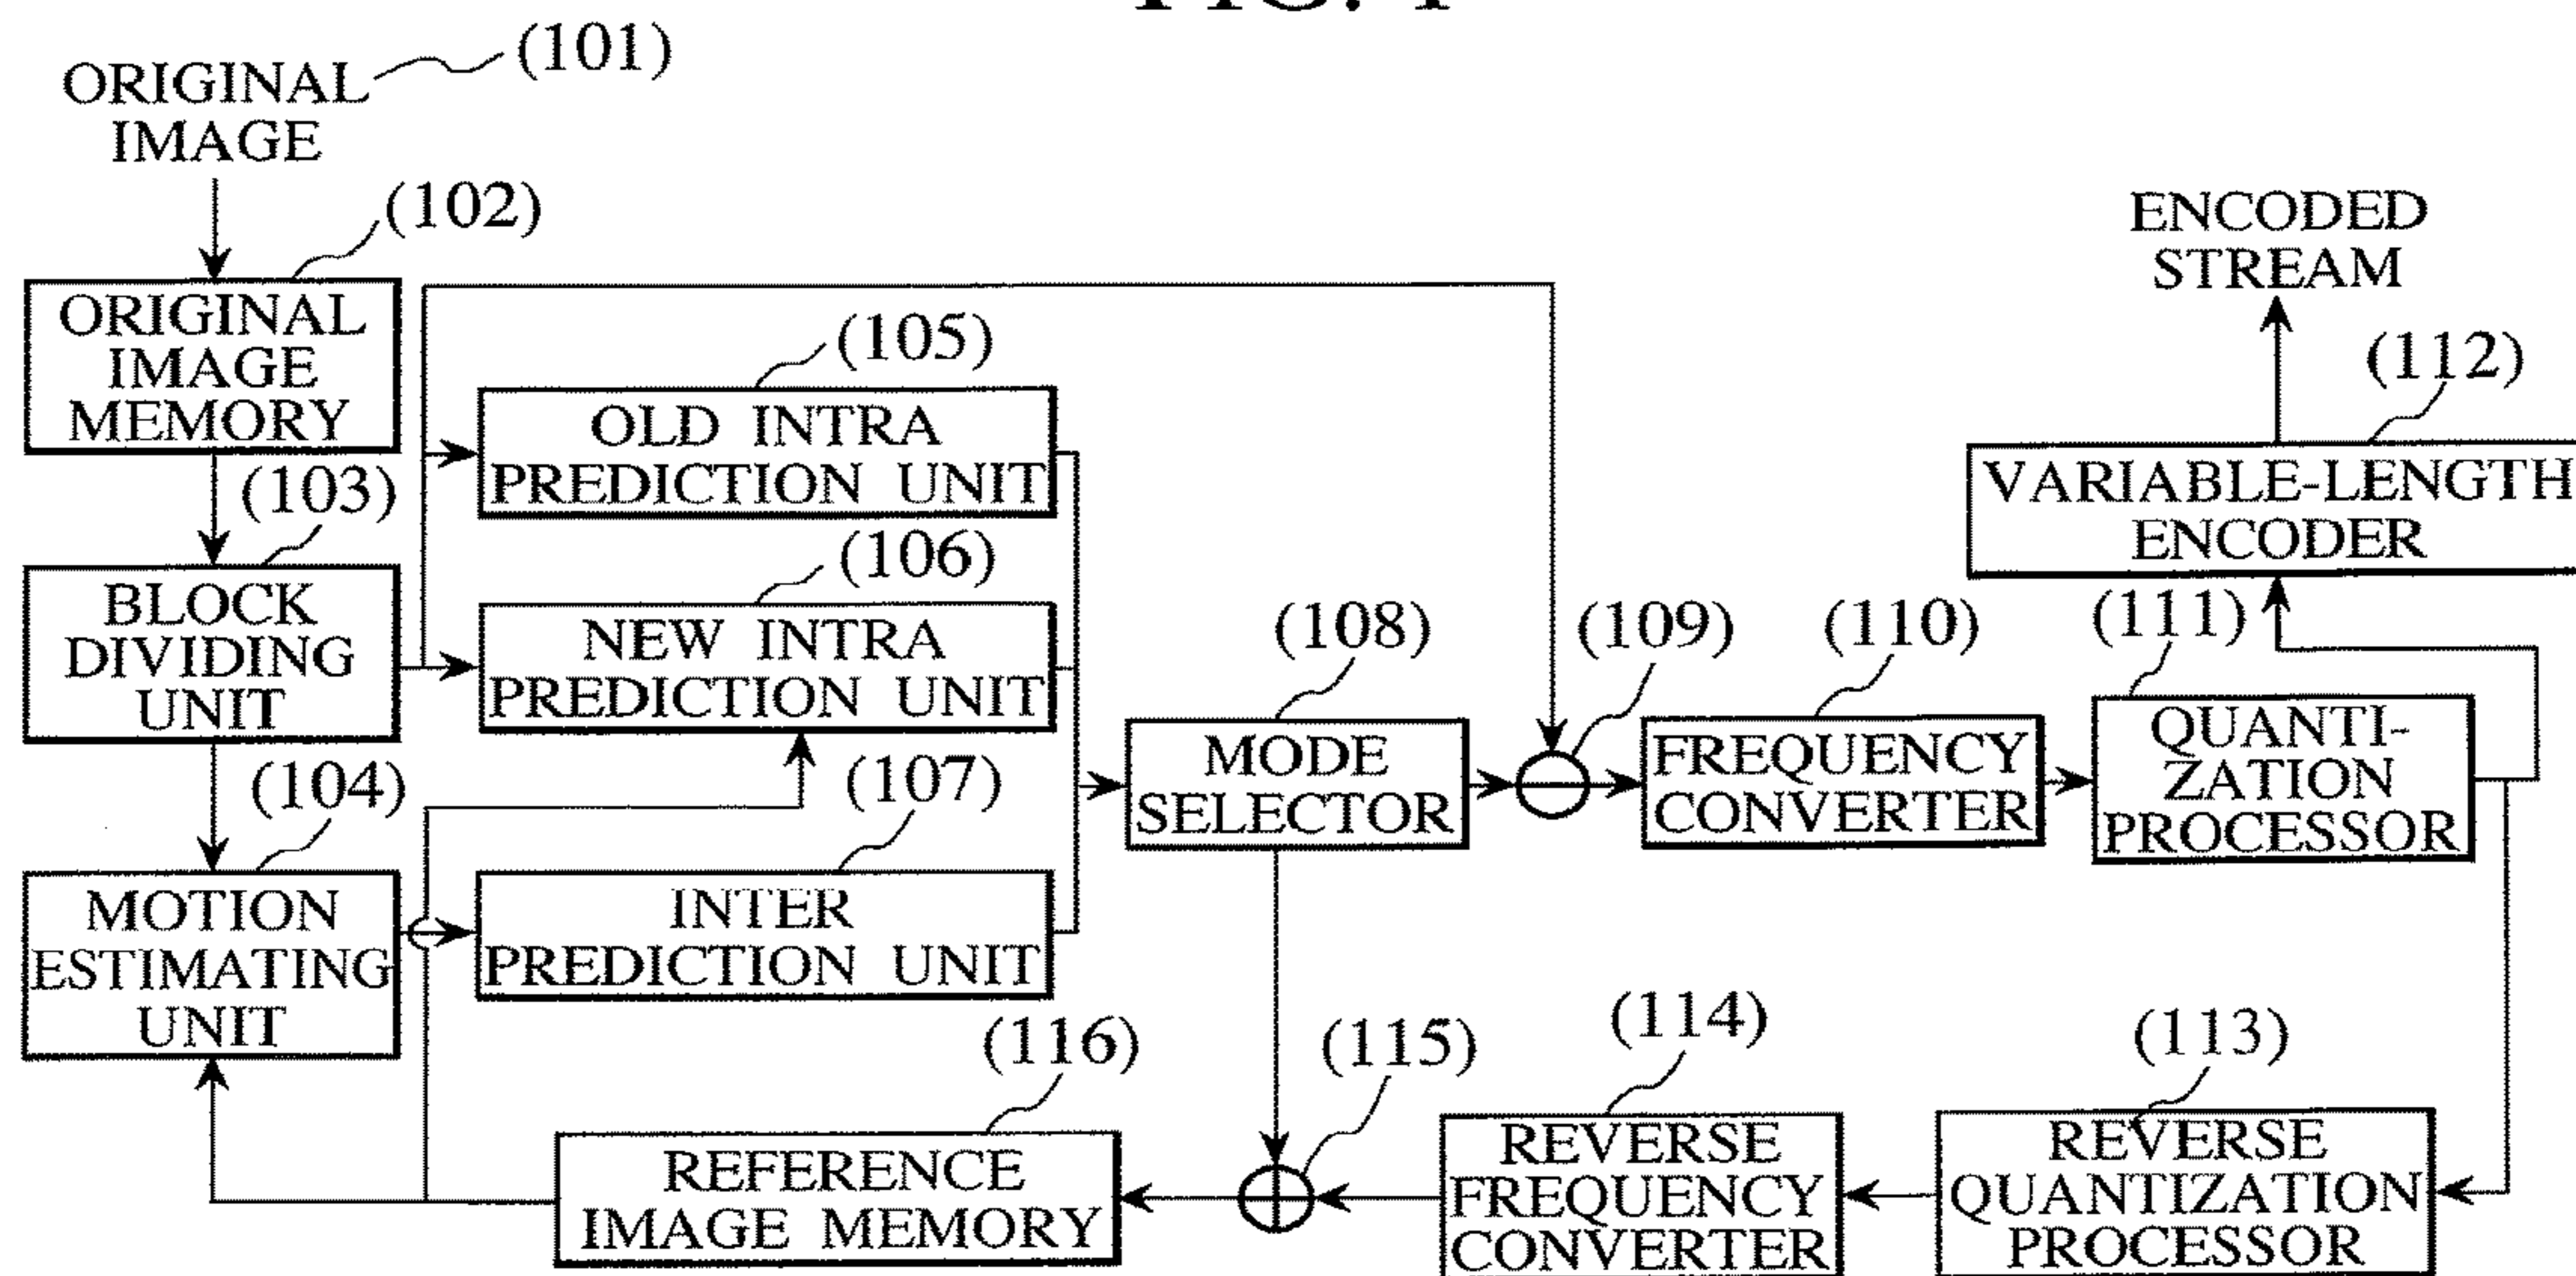 ORIGINAL
IMAGE
(101)
(102)
ORIGINAL
IMAGE
MEMORY
(103)
BLOCK
DIVIDING
UNIT
(104)
MOTION
ESTIMATING
UNIT
(105)
OLD INTRA
PREDICTION UNIT
(106)
NEW INTRA
PREDICTION UNIT
(107)
INTER
PREDICTION UNIT
(108)
MODE
SELECTOR
(109)
(110)
FREQUENCY
CONVERTER
(111)
QUANTI-
ZATION
PROCESSOR
ENCODED
STREAM
(112)
VARIABLE-LENGTH
ENCODER
(113)
REVERSE
QUANTIZATION
PROCESSOR
(114)
REVERSE
FREQUENCY
CONVERTER
(115)
(116)
REFERENCE
IMAGE MEMORY